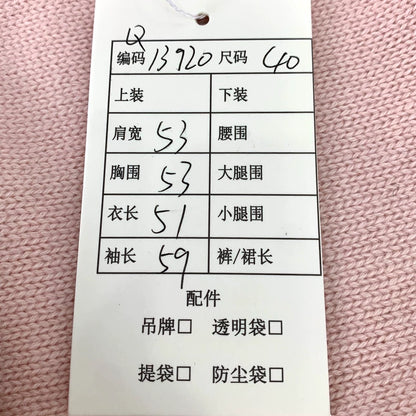 Q
编码 13920 尺码 40
上装 下装
肩宽 53 腰围
胸围 53 大腿围
衣长 51 小腿围
袖长 59 裤/裙长
配件
吊牌□ 透明袋□
提袋□ 防尘袋□